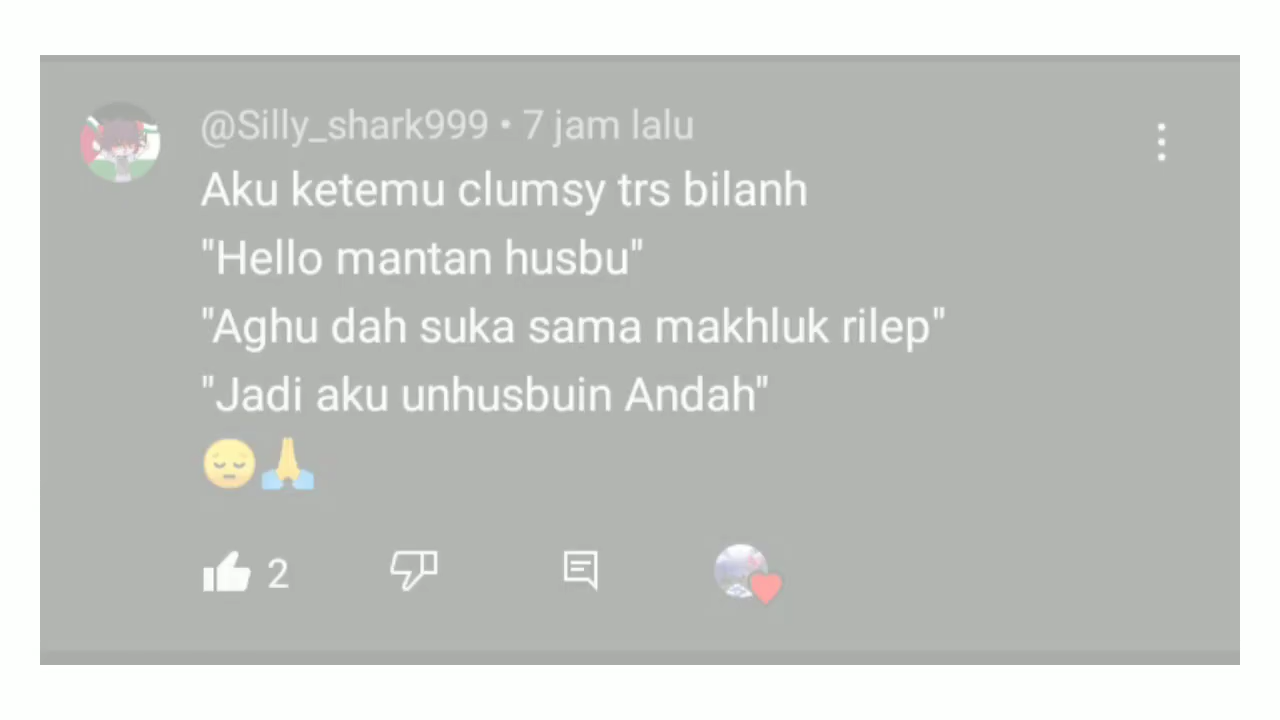 @Silly_shark999 • 7 jam lalu
Aku ketemu clumsy trs bilanh
"Hello mantan husbu"
"Aghu dah suka sama makhluk rilep"
"Jadi aku unhusbuin Andah"
😔🙏
2